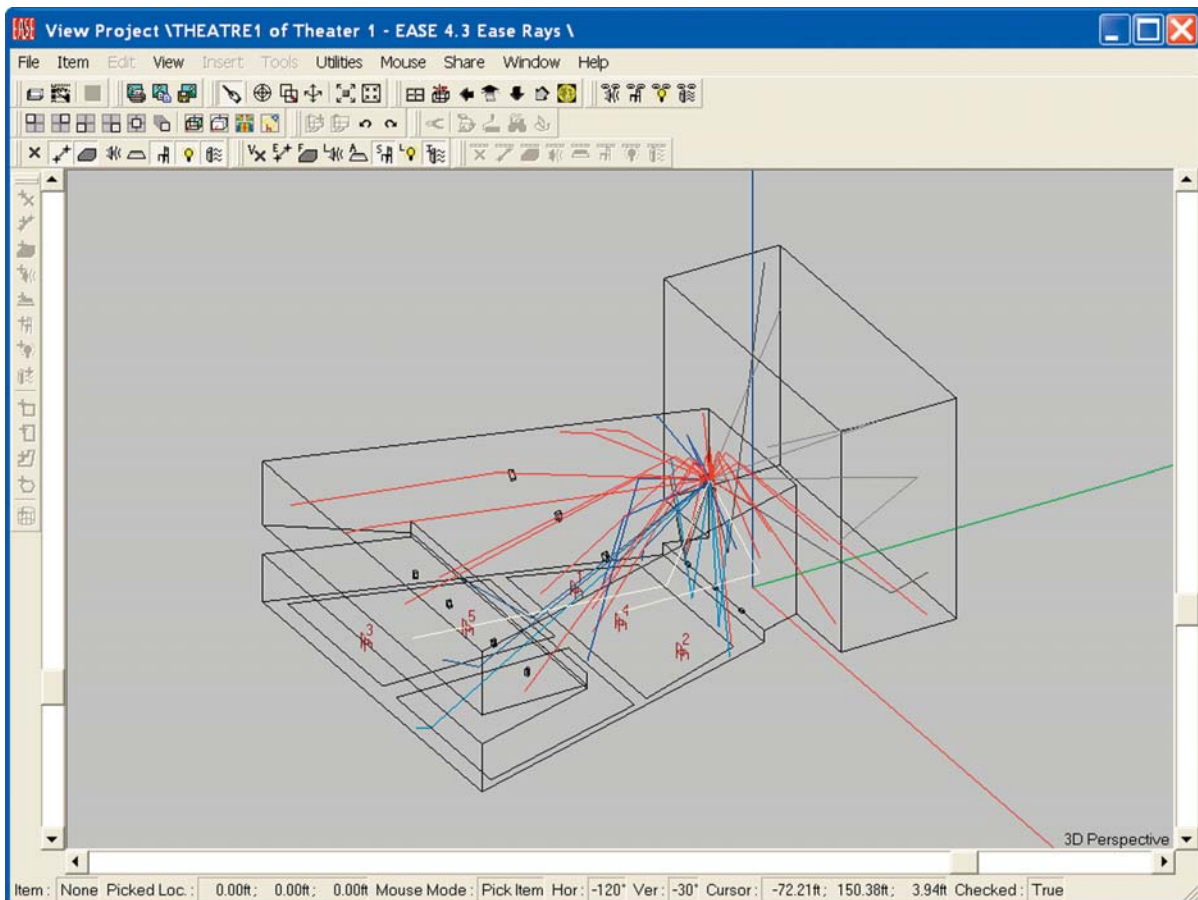 EASE View Project \THEATRE1 of Theater 1 - EASE 4.3 Ease Rays \
File Item Edit View Insert Tools Utilities Mouse Share Window Help
3
5
1
4
2
3D Perspective
Item : None Picked Loc. : 0.00ft ; 0.00ft ; 0.00ft Mouse Mode : Pick Item Hor : -120° Ver : -30° Cursor : -72.21ft ; 150.38ft ; 3.94ft Checked : True